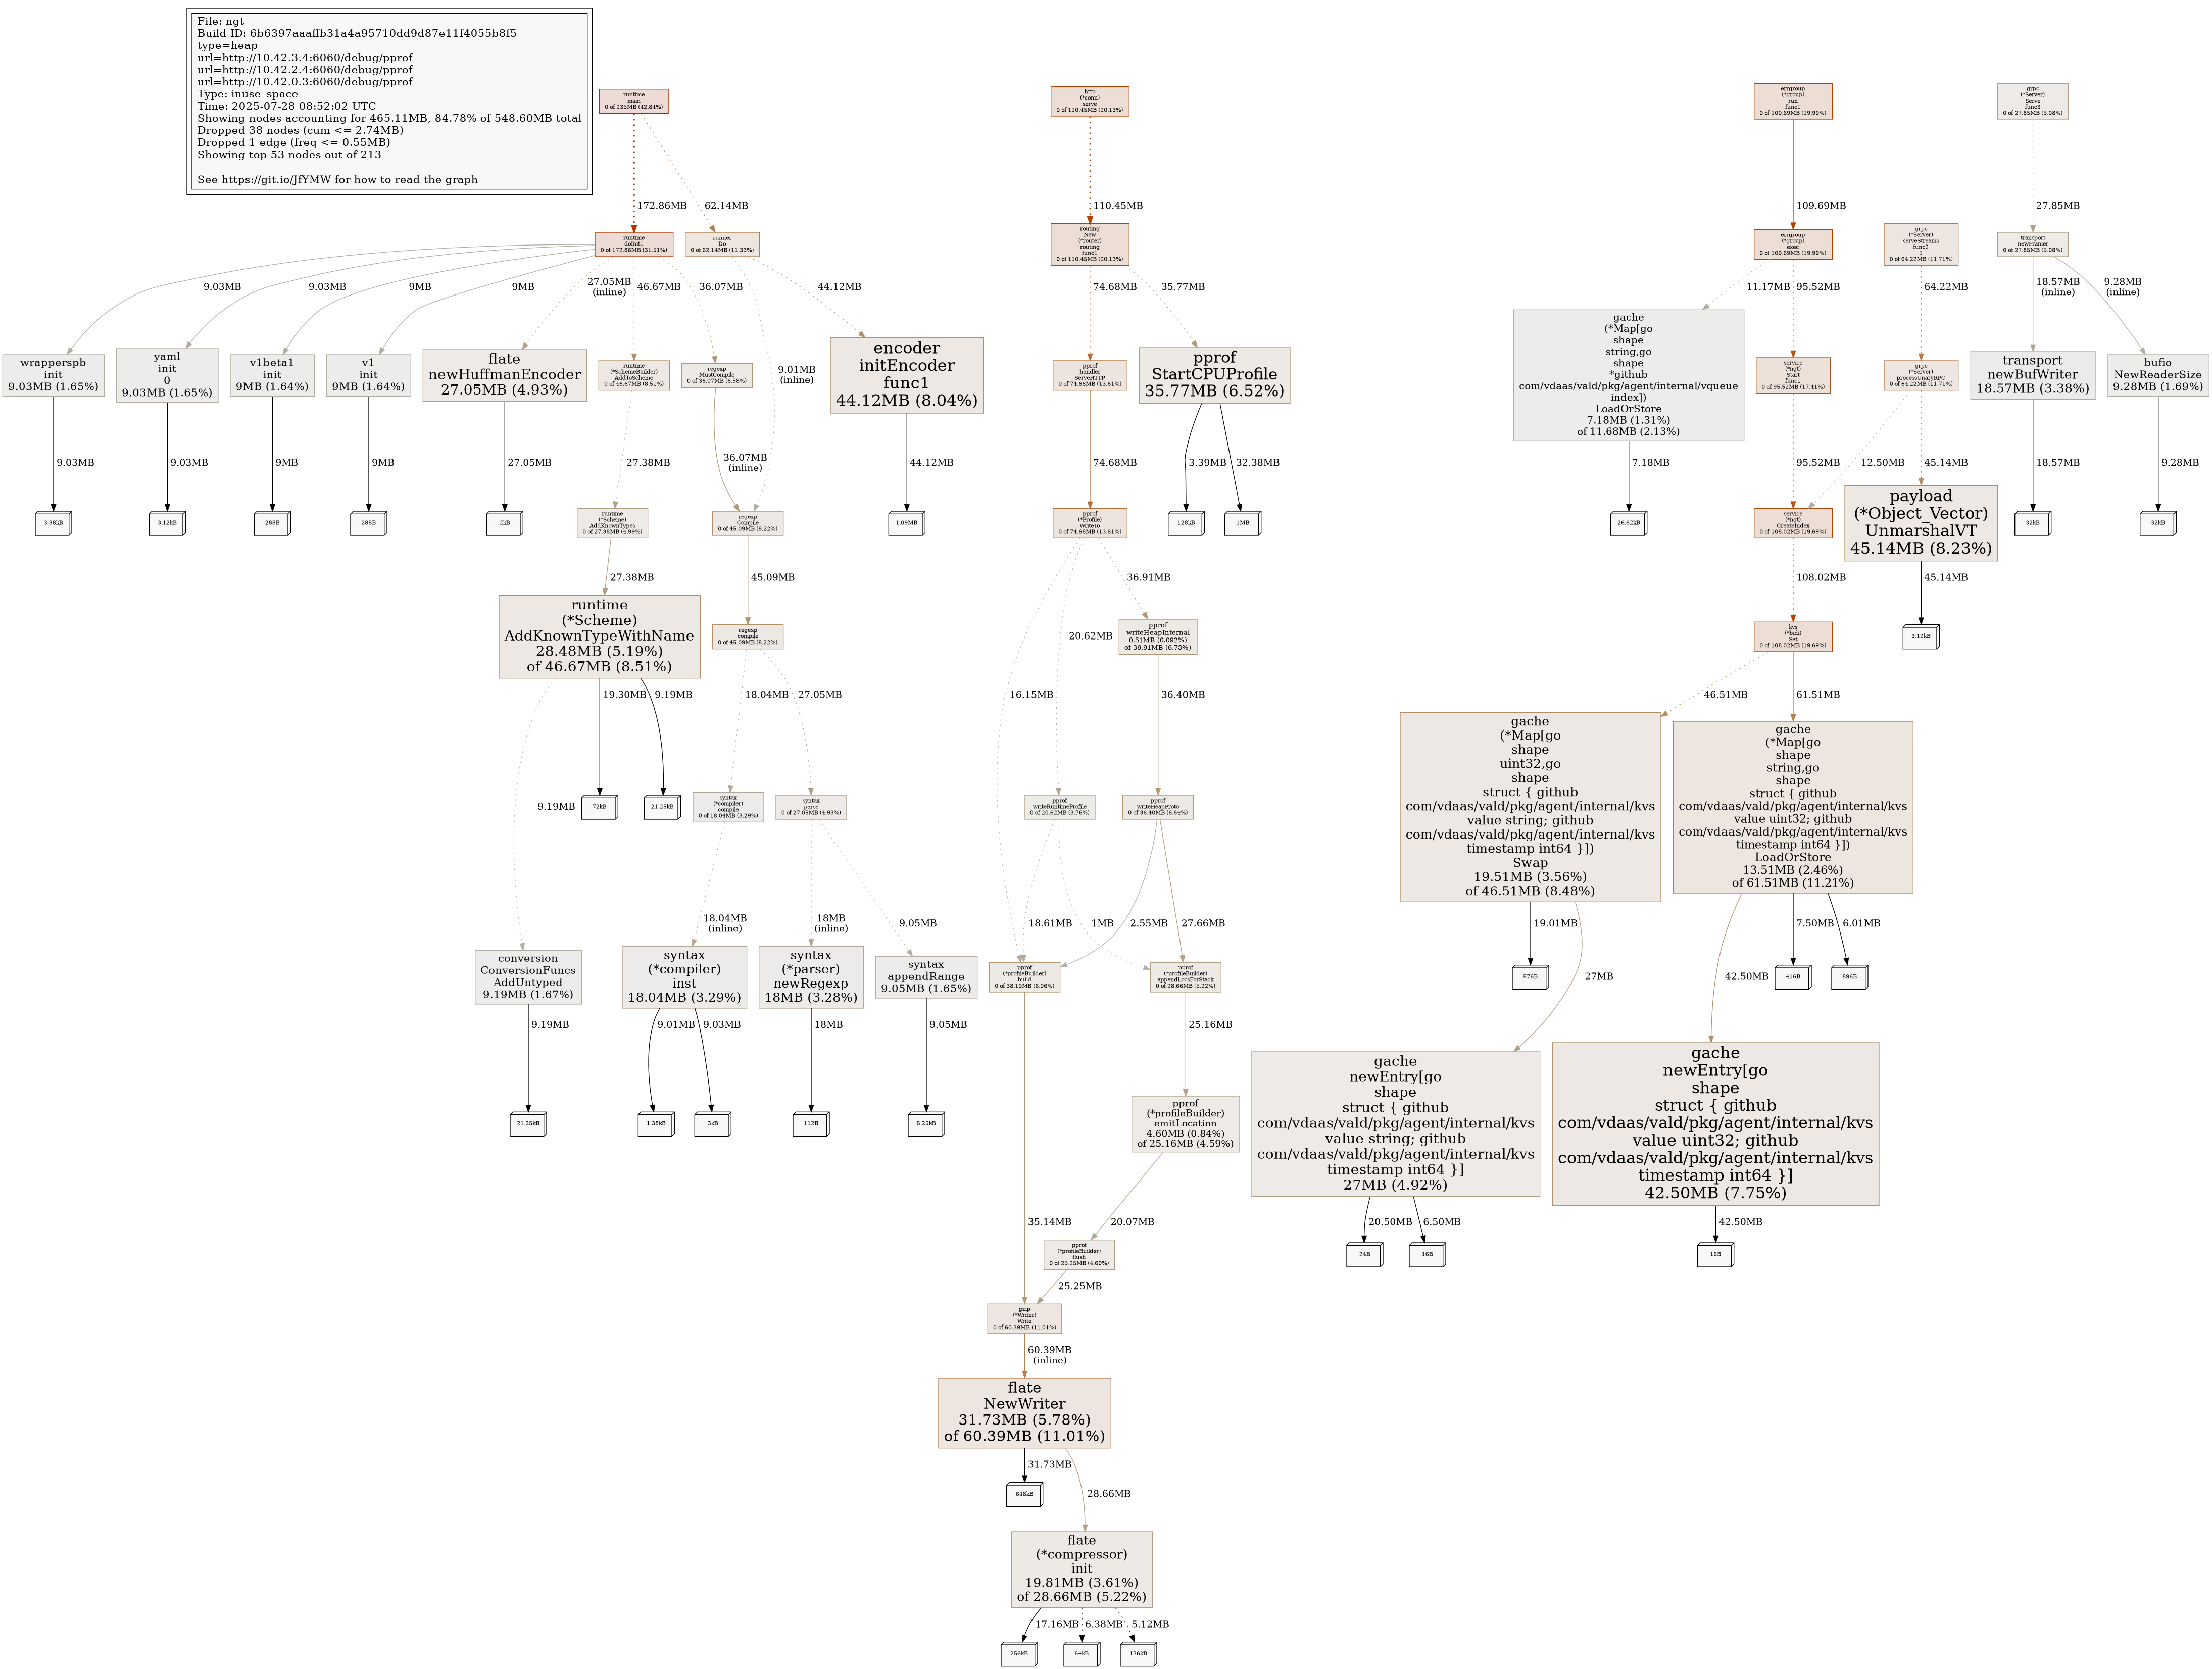 File: ngt
Build ID: 6b6397aaaffb31a4a95710dd9d87e11f4055b8f5
type=heap
url=http://10.42.3.4:6060/debug/pprof
url=http://10.42.2.4:6060/debug/pprof
url=http://10.42.0.3:6060/debug/pprof
Type: inuse_space
Time: 2025-07-28 08:52:02 UTC
Showing nodes accounting for 465.11MB, 84.78% of 548.60MB total
Dropped 38 nodes (cum <= 2.74MB)
Dropped 1 edge (freq <= 0.55MB)
Showing top 53 nodes out of 213
See https://git.io/JfYMW for how to read the graph
runtime
main
0 of 235MB (42.84%)
http
(*conn)
serve
0 of 110.45MB (20.13%)
errgroup
(*group)
run
func1
0 of 109.69MB (19.99%)
grpc
(*Server)
Serve
func3
0 of 27.85MB (5.08%)
172.86MB
62.14MB
110.45MB
109.69MB
27.85MB
runtime
doInit1
0 of 172.86MB (31.51%)
runner
Do
0 of 62.14MB (11.33%)
routing
New
(*router)
routing
func1
0 of 110.45MB (20.13%)
errgroup
(*group)
exec
0 of 109.69MB (19.99%)
grpc
(*Server)
serveStreams
func2
1
0 of 64.22MB (11.71%)
transport
newFramer
0 of 27.85MB (5.08%)
9.03MB
9.03MB
9MB
9MB
27.05MB
(inline)
46.67MB
36.07MB
9.01MB
(inline)
44.12MB
74.68MB
35.77MB
11.17MB
95.52MB
64.22MB
18.57MB
(inline)
9.28MB
(inline)
wrapperspb
init
9.03MB (1.65%)
yaml
init
0
9.03MB (1.65%)
v1beta1
init
9MB (1.64%)
v1
init
9MB (1.64%)
flate
newHuffmanEncoder
27.05MB (4.93%)
runtime
(*SchemeBuilder)
AddToScheme
0 of 46.67MB (8.51%)
regexp
MustCompile
0 of 36.07MB (6.58%)
encoder
initEncoder
func1
44.12MB (8.04%)
pprof
handler
ServeHTTP
0 of 74.68MB (13.61%)
pprof
StartCPUProfile
35.77MB (6.52%)
gache
(*Map[go
shape
string,go
shape
*github
com/vdaas/vald/pkg/agent/internal/vqueue
index])
LoadOrStore
7.18MB (1.31%)
of 11.68MB (2.13%)
service
(*ngt)
Start
func1
0 of 95.52MB (17.41%)
grpc
(*Server)
processUnaryRPC
0 of 64.22MB (11.71%)
transport
newBufWriter
18.57MB (3.38%)
bufio
NewReaderSize
9.28MB (1.69%)
9.03MB
9.03MB
9MB
9MB
27.05MB
27.38MB
36.07MB
(inline)
44.12MB
74.68MB
3.39MB
32.38MB
7.18MB
95.52MB
12.50MB
45.14MB
18.57MB
9.28MB
3.38kB
3.12kB
288B
288B
2kB
runtime
(*Scheme)
AddKnownTypes
0 of 27.38MB (4.99%)
regexp
Compile
0 of 45.09MB (8.22%)
1.09MB
pprof
(*Profile)
WriteTo
0 of 74.68MB (13.61%)
128kB
1MB
26.62kB
service
(*ngt)
CreateIndex
0 of 108.02MB (19.69%)
payload
(*Object_Vector)
UnmarshalVT
45.14MB (8.23%)
32kB
32kB
27.38MB
45.09MB
16.15MB
20.62MB
36.91MB
108.02MB
45.14MB
runtime
(*Scheme)
AddKnownTypeWithName
28.48MB (5.19%)
of 46.67MB (8.51%)
regexp
compile
0 of 45.09MB (8.22%)
pprof
writeHeapInternal
0.51MB (0.092%)
of 36.91MB (6.73%)
kvs
(*bidi)
Set
0 of 108.02MB (19.69%)
3.12kB
9.19MB
19.30MB
9.19MB
18.04MB
27.05MB
36.40MB
46.51MB
61.51MB
72kB
21.25kB
syntax
(*compiler)
compile
0 of 18.04MB (3.29%)
syntax
parse
0 of 27.05MB (4.93%)
pprof
writeRuntimeProfile
0 of 20.62MB (3.76%)
pprof
writeHeapProto
0 of 36.40MB (6.64%)
gache
(*Map[go
shape
uint32,go
shape
struct { github
com/vdaas/vald/pkg/agent/internal/kvs
value string; github
com/vdaas/vald/pkg/agent/internal/kvs
timestamp int64 }])
Swap
19.51MB (3.56%)
of 46.51MB (8.48%)
gache
(*Map[go
shape
string,go
shape
struct { github
com/vdaas/vald/pkg/agent/internal/kvs
value uint32; github
com/vdaas/vald/pkg/agent/internal/kvs
timestamp int64 }])
LoadOrStore
13.51MB (2.46%)
of 61.51MB (11.21%)
18.04MB
(inline)
18MB
(inline)
9.05MB
18.61MB
1MB
2.55MB
27.66MB
19.01MB
27MB
42.50MB
7.50MB
6.01MB
conversion
ConversionFuncs
AddUntyped
9.19MB (1.67%)
syntax
(*compiler)
inst
18.04MB (3.29%)
syntax
(*parser)
newRegexp
18MB (3.28%)
syntax
appendRange
9.05MB (1.65%)
pprof
(*profileBuilder)
build
0 of 38.19MB (6.96%)
pprof
(*profileBuilder)
appendLocsForStack
0 of 28.66MB (5.22%)
576B
416B
896B
9.19MB
9.01MB
9.03MB
18MB
9.05MB
35.14MB
25.16MB
21.25kB
1.38kB
3kB
112B
5.25kB
pprof
(*profileBuilder)
emitLocation
4.60MB (0.84%)
of 25.16MB (4.59%)
gache
newEntry[go
shape
struct { github
com/vdaas/vald/pkg/agent/internal/kvs
value string; github
com/vdaas/vald/pkg/agent/internal/kvs
timestamp int64 }]
27MB (4.92%)
gache
newEntry[go
shape
struct { github
com/vdaas/vald/pkg/agent/internal/kvs
value uint32; github
com/vdaas/vald/pkg/agent/internal/kvs
timestamp int64 }]
42.50MB (7.75%)
20.07MB
20.50MB
6.50MB
42.50MB
pprof
(*profileBuilder)
flush
0 of 25.25MB (4.60%)
24B
16B
16B
25.25MB
gzip
(*Writer)
Write
0 of 60.39MB (11.01%)
60.39MB
(inline)
flate
NewWriter
31.73MB (5.78%)
of 60.39MB (11.01%)
31.73MB
28.66MB
648kB
flate
(*compressor)
init
19.81MB (3.61%)
of 28.66MB (5.22%)
17.16MB
6.38MB
5.12MB
256kB
64kB
136kB